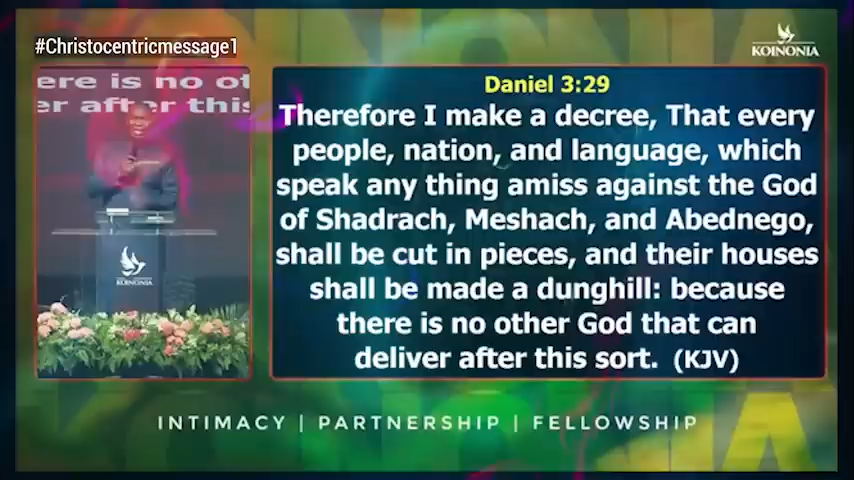 #Christocentricmessage1
KOINONIA
ere is no ot
er after this
KOINONIA
Daniel 3:29
Therefore I make a decree, That every
people, nation, and language, which
speak any thing amiss against the God
of Shadrach, Meshach, and Abednego,
shall be cut in pieces, and their houses
shall be made a dunghill: because
there is no other God that can
deliver after this sort. (KJV)
INTIMACY | PARTNERSHIP | FELLOWSHIP